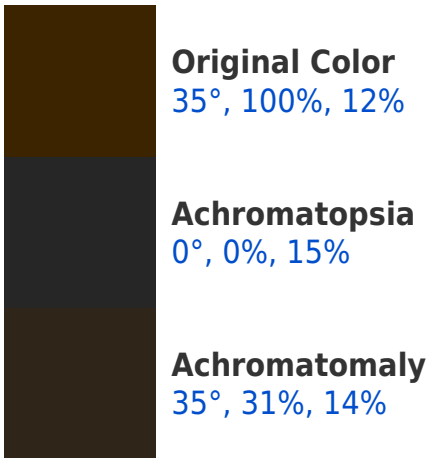 Original Color
35°, 100%, 12%
Achromatopsia
0°, 0%, 15%
Achromatomaly
35°, 31%, 14%